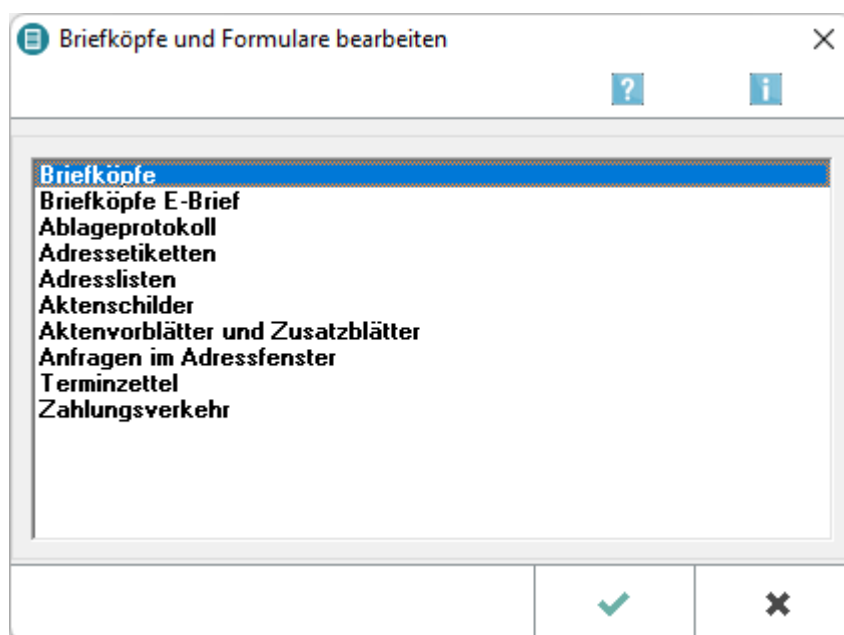 Briefköpfe und Formulare bearbeiten
?
i
Briefköpfe
Briefköpfe E-Brief
Ablageprotokoll
Adressetiketten
Adresslisten
Aktenschilder
Aktenvorblätter und Zusatzblätter
Anfragen im Adressfenster
Terminzettel
Zahlungsverkehr